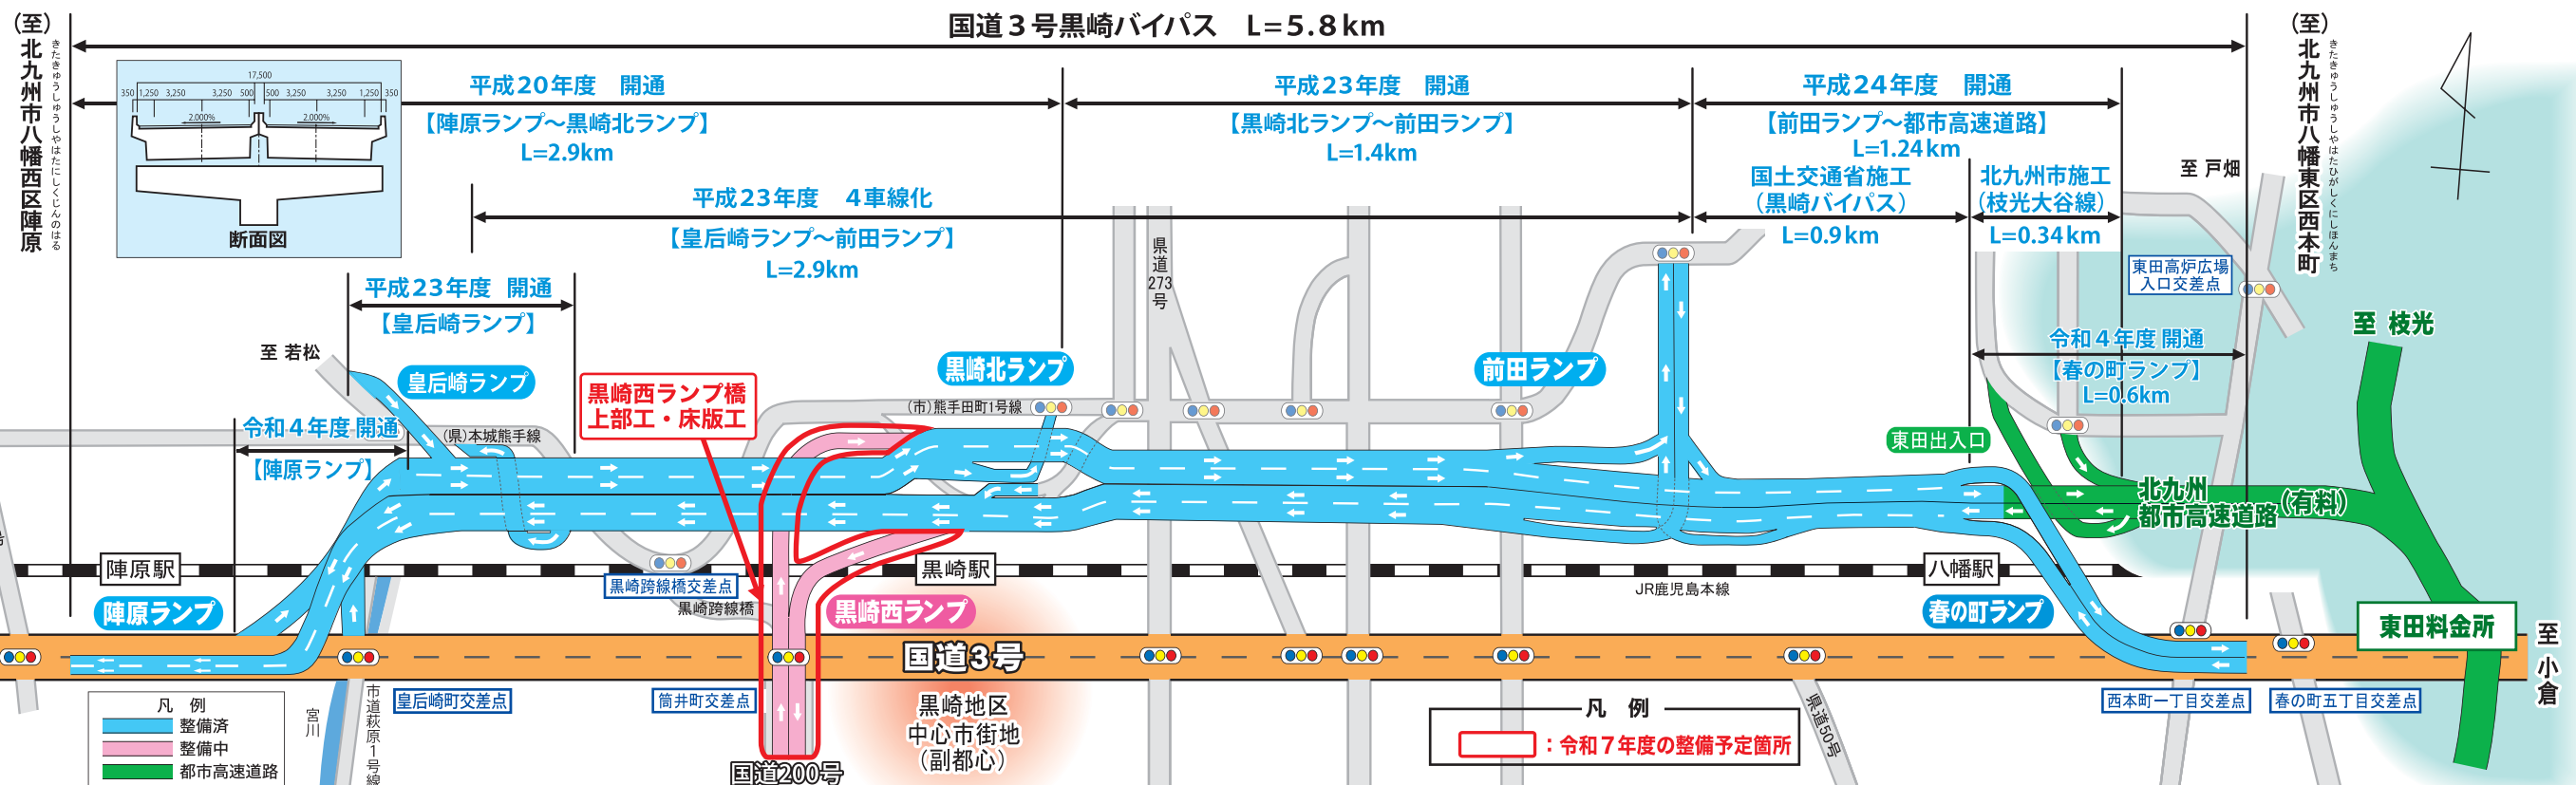 国道３号黒崎バイパス　L=5.8km
（至）北九州市八幡西区陣原
きたきゅうしゅうしやはたにしくじんのはる
（至）北九州市八幡東区西本町
きたきゅうしゅうしやはたひがしくにしほんまち
17,500
350 1,250 3,250 3,250 500 500 3,250 3,250 1,250 350
2.000% 2.000%
断面図
平成20年度　開通
【陣原ランプ～黒崎北ランプ】
L=2.9km
平成23年度　開通
【黒崎北ランプ～前田ランプ】
L=1.4km
平成24年度　開通
【前田ランプ～都市高速道路】
L=1.24km
平成23年度　４車線化
【皇后崎ランプ～前田ランプ】
L=2.9km
国土交通省施工
（黒崎バイパス）
L=0.9km
北九州市施工
（枝光大谷線）
L=0.34km
至 戸畑
東田高炉広場
入口交差点
平成23年度 開通
【皇后崎ランプ】
県道273号
令和４年度 開通
【春の町ランプ】
L=0.6km
至 枝光
至 若松
皇后崎ランプ
黒崎西ランプ橋
上部工・床版工
黒崎北ランプ
前田ランプ
(市)熊手田町1号線
令和４年度 開通
【陣原ランプ】
(県)本城熊手線
東田出入口
北九州
都市高速道路（有料）
陣原駅
黒崎駅
八幡駅
JR鹿児島本線
黒崎跨線橋交差点
黒崎跨線橋
陣原ランプ
黒崎西ランプ
春の町ランプ
国道３号
東田料金所
至 小倉
皇后崎町交差点
筒井町交差点
西本町一丁目交差点
春の町五丁目交差点
宮川
市道萩原１号線
県道50号
国道200号
黒崎地区
中心市街地
（副都心）
凡　例
整備済
整備中
都市高速道路
凡　例
：令和７年度の整備予定箇所